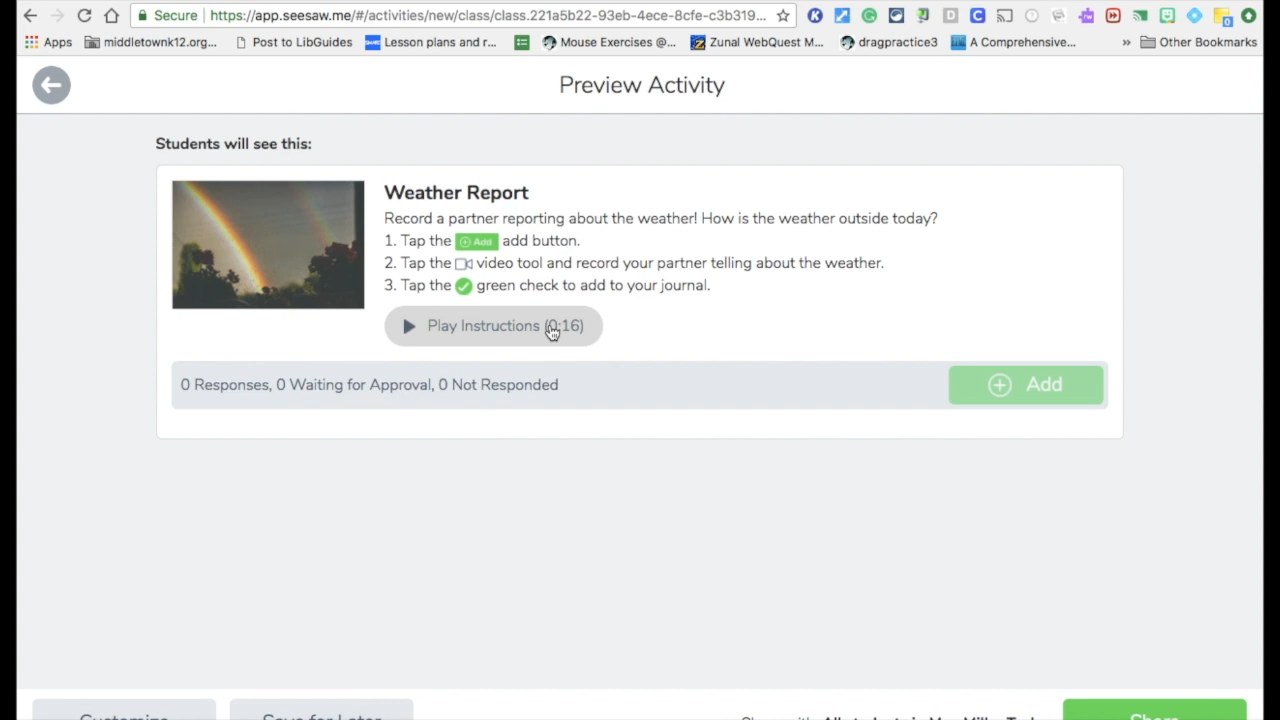 Secure https://app.seesaw.me/#/activities/new/class/class.221a5b22-93eb-4ece-8cfe-c3b319...
Apps middletownk12.org... Post to LibGuides Lesson plans and r... Mouse Exercises @... Zunal WebQuest M... dragpractice3 A Comprehensive... » Other Bookmarks
Preview Activity
Students will see this:
Weather Report
Record a partner reporting about the weather! How is the weather outside today?
1. Tap the Add add button.
2. Tap the video tool and record your partner telling about the weather.
3. Tap the green check to add to your journal.
Play Instructions (0:16)
0 Responses, 0 Waiting for Approval, 0 Not Responded
Add
Customize Save for Later Share